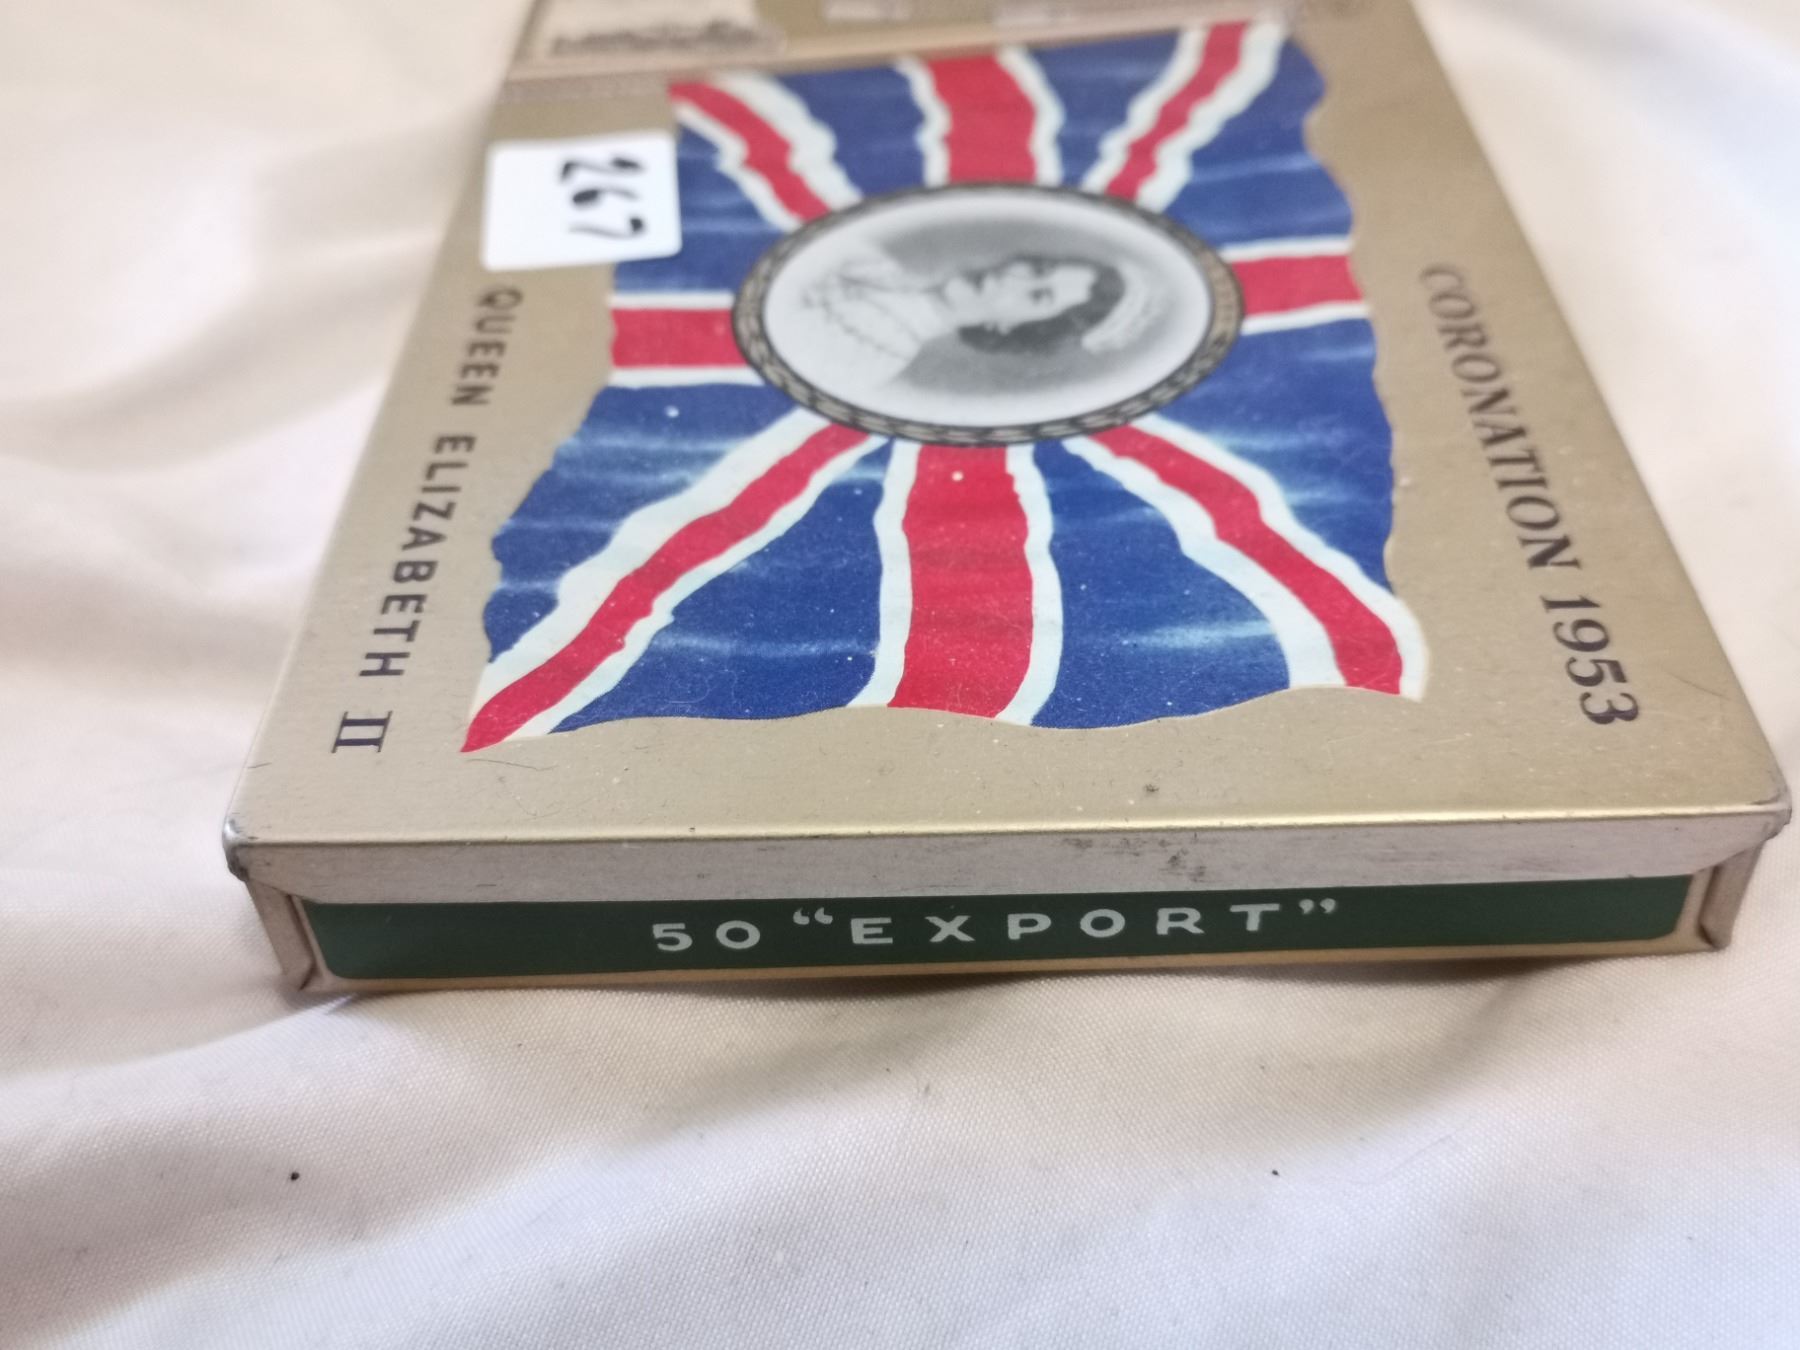 267
QUEEN ELIZABETH II
CORONATION 1953
50 “EXPORT”